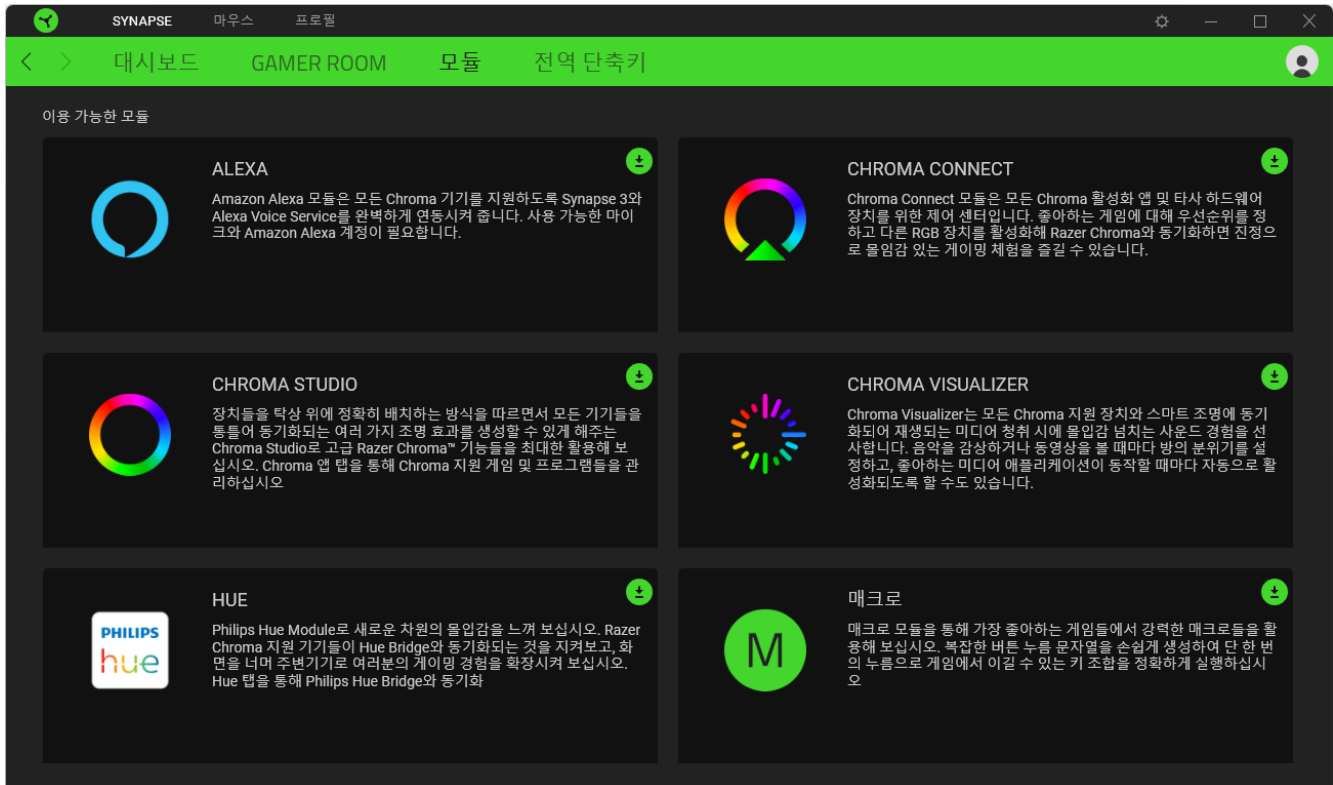 SYNAPSE 마우스 프로필
대시보드 GAMER ROOM 모듈 전역 단축키
이용 가능한 모듈
ALEXA
Amazon Alexa 모듈은 모든 Chroma 기기를 지원하도록 Synapse 3와
Alexa Voice Service를 완벽하게 연동시켜 줍니다. 사용 가능한 마이
크와 Amazon Alexa 계정이 필요합니다.
CHROMA CONNECT
Chroma Connect 모듈은 모든 Chroma 활성화 앱 및 타사 하드웨어
장치를 위한 제어 센터입니다. 좋아하는 게임에 대해 우선순위를 정
하고 다른 RGB 장치를 활성화해 Razer Chroma와 동기화하면 진정으
로 몰입감 있는 게이밍 체험을 즐길 수 있습니다.
CHROMA STUDIO
장치들을 탁상 위에 정확히 배치하는 방식을 따르면서 모든 기기들을
통틀어 동기화되는 여러 가지 조명 효과를 생성할 수 있게 해주는
Chroma Studio로 고급 Razer Chroma™ 기능들을 최대한 활용해 보
십시오. Chroma 앱 탭을 통해 Chroma 지원 게임 및 프로그램들을 관
리하십시오
CHROMA VISUALIZER
Chroma Visualizer는 모든 Chroma 지원 장치와 스마트 조명에 동기
화되어 재생되는 미디어 청취 시에 몰입감 넘치는 사운드 경험을 선
사합니다. 음악을 감상하거나 동영상을 볼 때마다 방의 분위기를 설
정하고, 좋아하는 미디어 애플리케이션이 동작할 때마다 자동으로 활
성화되도록 할 수도 있습니다.
PHILIPS
hue
HUE
Philips Hue Module로 새로운 차원의 몰입감을 느껴 보십시오. Razer
Chroma 지원 기기들이 Hue Bridge와 동기화되는 것을 지켜보고, 화
면을 너머 주변기기로 여러분의 게이밍 경험을 확장시켜 보십시오.
Hue 탭을 통해 Philips Hue Bridge와 동기화
M
매크로
매크로 모듈을 통해 가장 좋아하는 게임들에서 강력한 매크로들을 활
용해 보십시오. 복잡한 버튼 누름 문자열을 손쉽게 생성하여 단 한 번
의 누름으로 게임에서 이길 수 있는 키 조합을 정확하게 실행하십시
오